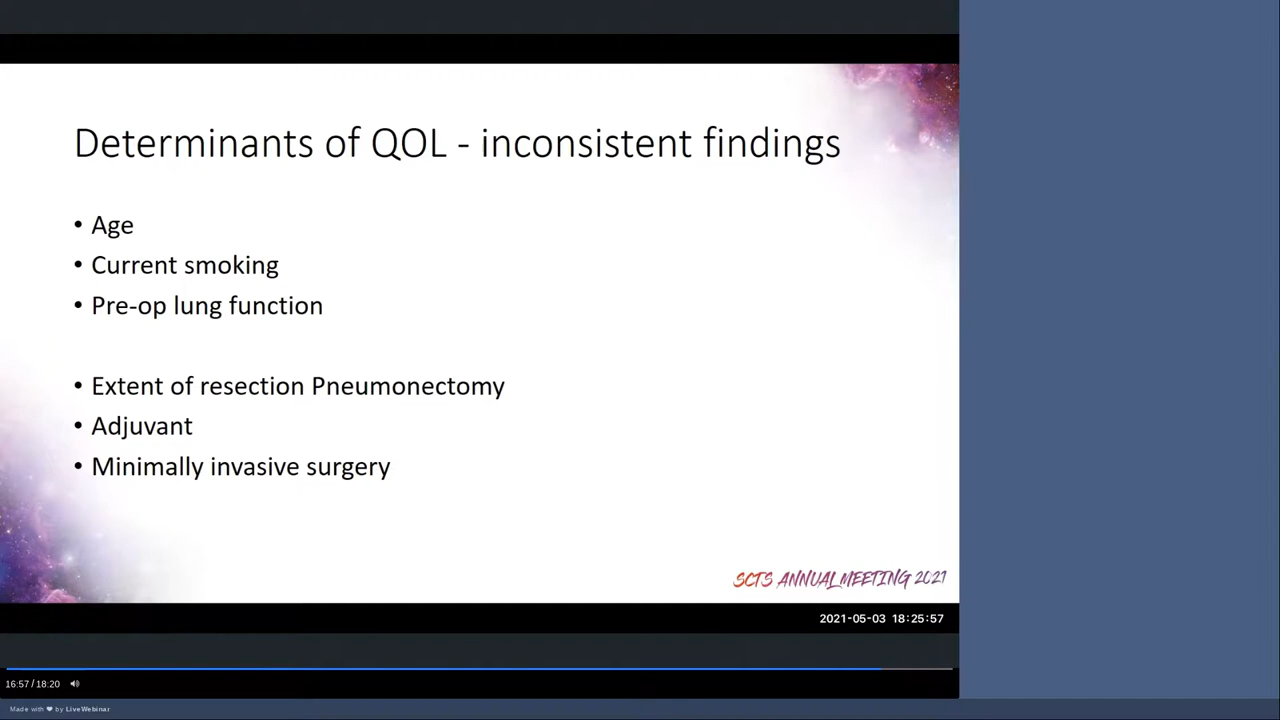 Determinants of QOL - inconsistent findings
• Age
• Current smoking
• Pre-op lung function
• Extent of resection Pneumonectomy
• Adjuvant
• Minimally invasive surgery
SCTS ANNUAL MEETING 2021
2021-05-03 18:25:57
16:57/18:20
Made with ❤ by LiveWebinar